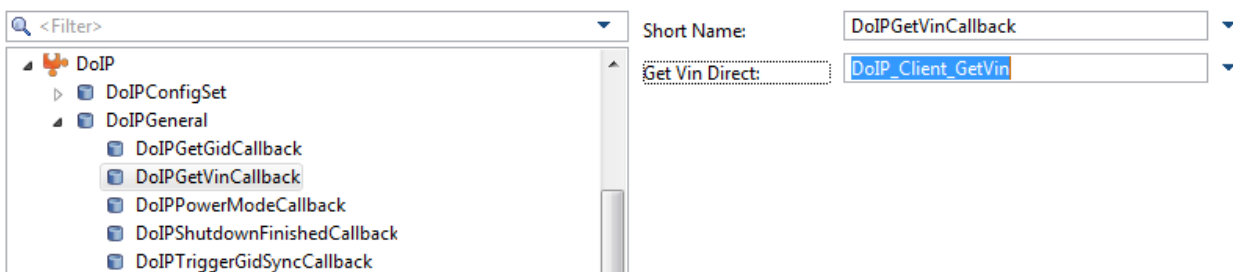 <Filter>
DoIP
DoIPConfigSet
DoIPGeneral
DoIPGetGidCallback
DoIPGetVinCallback
DoIPPowerModeCallback
DoIPShutdownFinishedCallback
DoIPTriggerGidSyncCallback
Short Name: DoIPGetVinCallback
Get Vin Direct: DoIP_Client_GetVin